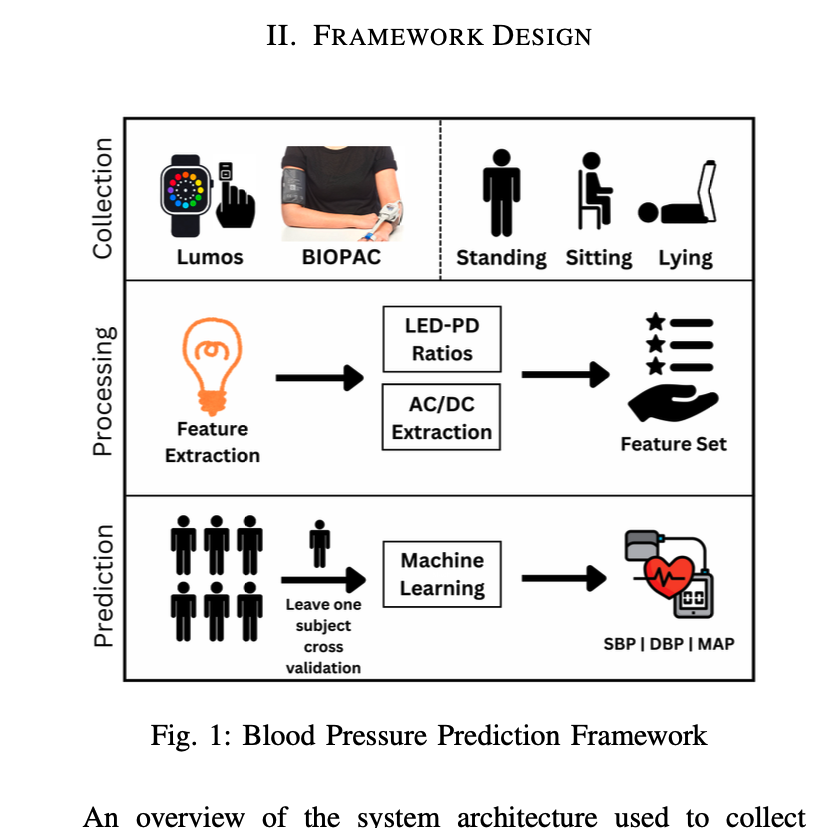 II. FRAMEWORK DESIGN
Collection
Lumos
BIOPAC
Standing
Sitting
Lying
Processing
Feature
Extraction
LED-PD
Ratios
AC/DC
Extraction
Feature Set
Prediction
Leave one
subject
cross
validation
Machine
Learning
SBP | DBP | MAP
Fig. 1: Blood Pressure Prediction Framework
An overview of the system architecture used to collect